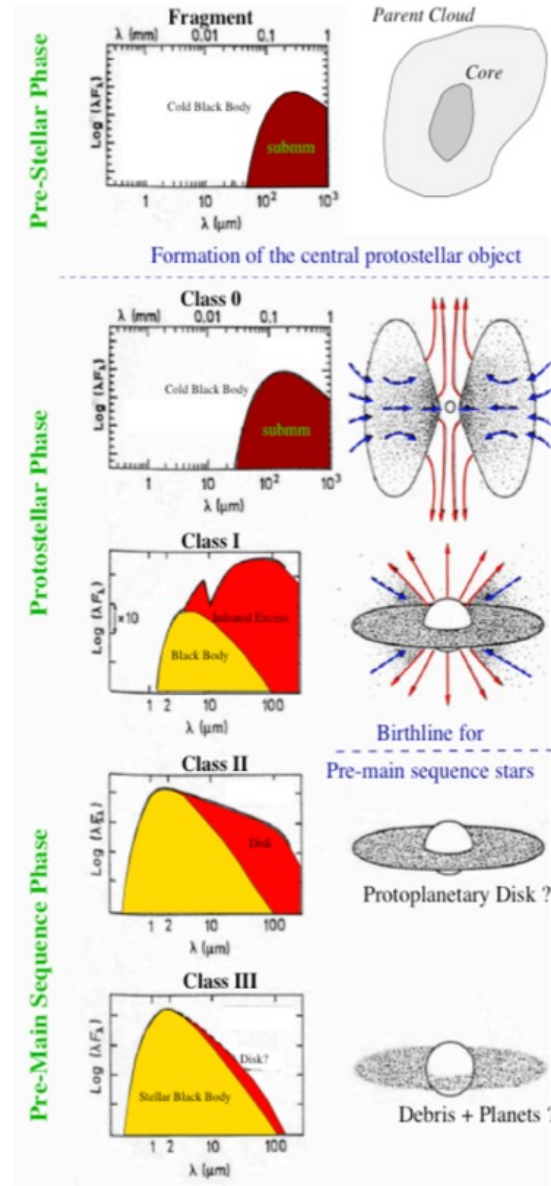 Pre-Stellar Phase
Fragment
λ (mm) 0.01 0.1 1
Log (λFλ)
Cold Black Body
submm
1 10 10² 10³
λ (μm)
Parent Cloud
Core
Formation of the central protostellar object
Protostellar Phase
Class 0
λ (mm) 0.01 0.1 1
Log (λFλ)
Cold Black Body
submm
1 10 10² 10³
λ (μm)
Class I
Log (λFλ)
×10
Infrared Excess
Black Body
1 2 10 100
λ (μm)
Birthline for
Pre-main sequence stars
Pre-Main Sequence Phase
Class II
Log (λFλ)
Disk
1 2 10 100
λ (μm)
Protoplanetary Disk ?
Class III
Log (λFλ)
Disk?
Stellar Black Body
1 2 10 100
λ (μm)
Debris + Planets ?